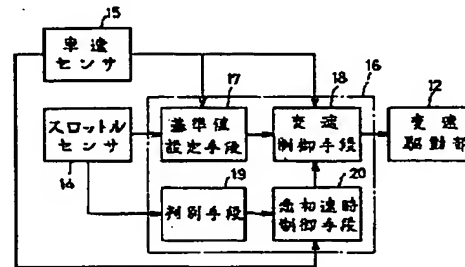 15
車速
センサ
17
基準値
設定手段
18
変速
制御手段
16
12
変速
駆動部
スロットル
センサ
14
19
判別手段
20
急加速時
制御手段